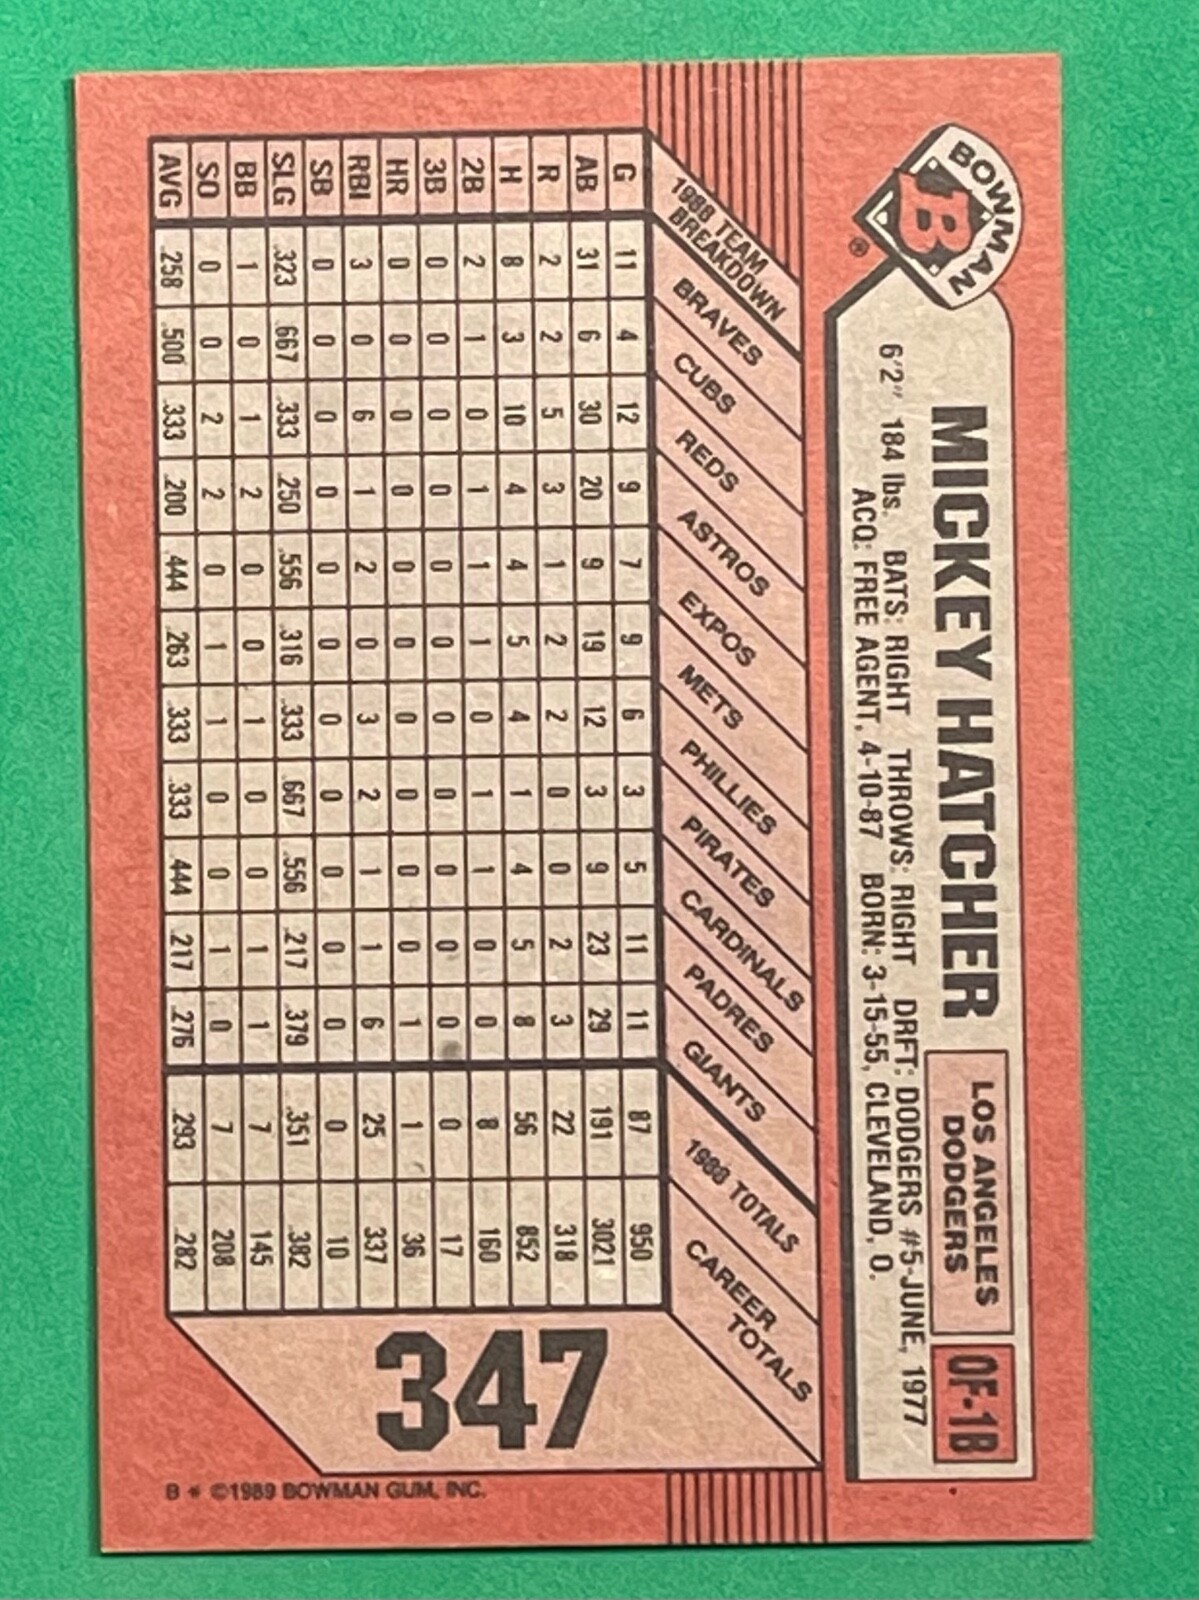 BOWMAN
B
®
MICKEY HATCHER
LOS ANGELES
DODGERS
OF-1B
6'2" 184 lbs. BATS: RIGHT THROWS: RIGHT DRFT: DODGERS #5-JUNE, 1977
ACQ: FREE AGENT, 4-10-87 BORN: 3-15-55, CLEVELAND, O.
1988 TEAM
BREAKDOWN
BRAVES
CUBS
REDS
ASTROS
EXPOS
METS
PHILLIES
PIRATES
CARDINALS
PADRES
GIANTS
1988 TOTALS
CAREER
TOTALS
G 11 4 12 9 7 9 6 3 5 11 11 87 950
AB 31 6 30 20 9 19 12 3 9 23 29 191 3021
R 2 2 5 3 1 2 2 0 0 2 3 22 318
H 8 3 10 4 4 5 4 1 4 5 8 56 852
2B 2 1 0 1 1 1 0 1 1 0 0 8 160
3B 0 0 0 0 0 0 0 0 0 0 0 0 17
HR 0 0 0 0 0 0 0 0 0 0 1 1 36
RBI 3 0 6 1 2 0 3 2 1 1 6 25 337
SB 0 0 0 0 0 0 0 0 0 0 0 0 10
SLG .323 .667 .333 .250 .556 .316 .333 .667 .556 .217 .379 .351 .382
BB 1 0 1 2 0 0 1 0 0 1 1 7 145
SO 0 0 2 2 0 1 1 0 0 1 0 7 208
AVG .258 .500 .333 .200 .444 .263 .333 .333 .444 .217 .276 .293 .282
347
B * ©1989 BOWMAN GUM, INC.